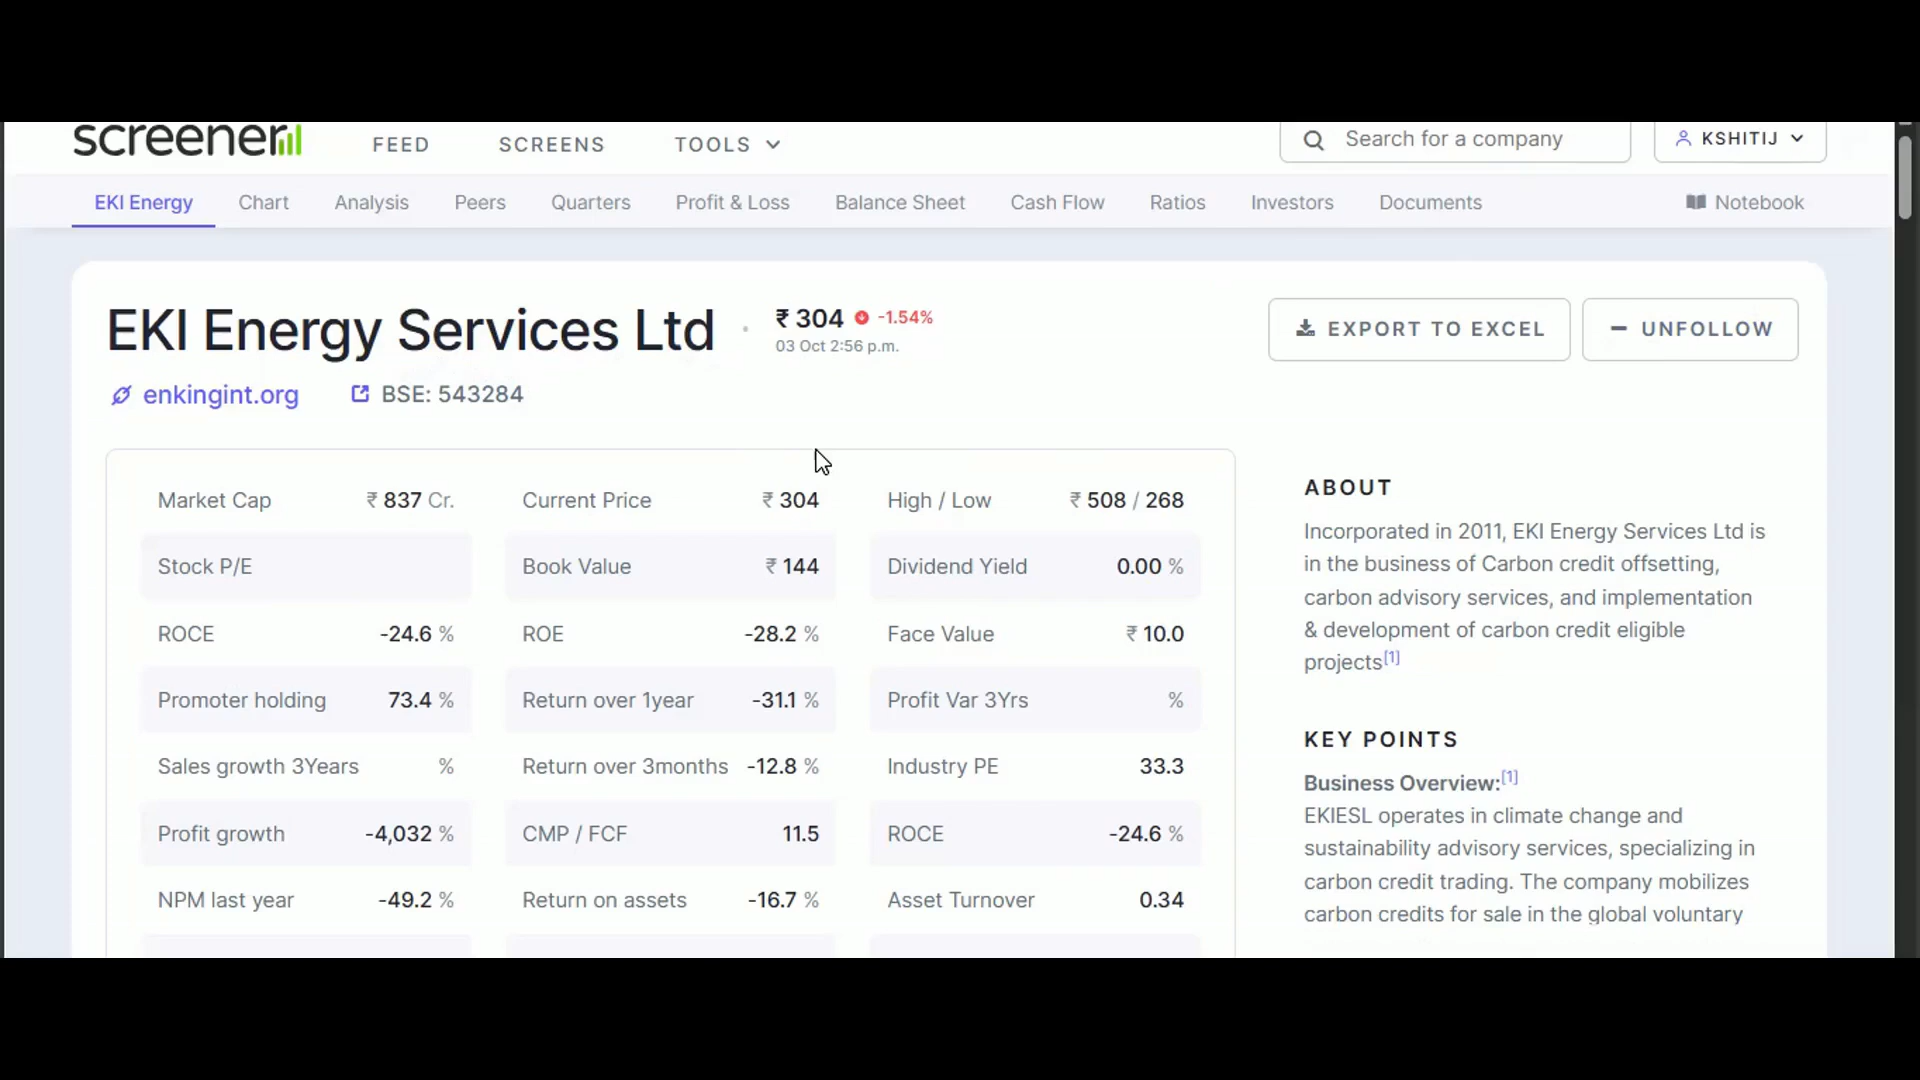 screener FEED SCREENS TOOLS Search for a company KSHITIJ
EKI Energy Chart Analysis Peers Quarters Profit & Loss Balance Sheet Cash Flow Ratios Investors Documents Notebook
EKI Energy Services Ltd ₹ 304 -1.54%
03 Oct 2:56 p.m.
EXPORT TO EXCEL UNFOLLOW
enkingint.org BSE: 543284
Market Cap ₹ 837 Cr. Current Price ₹ 304 High / Low ₹ 508 / 268
Stock P/E Book Value ₹ 144 Dividend Yield 0.00 %
ROCE -24.6 % ROE -28.2 % Face Value ₹ 10.0
Promoter holding 73.4 % Return over 1year -31.1 % Profit Var 3Yrs %
Sales growth 3Years % Return over 3months -12.8 % Industry PE 33.3
Profit growth -4,032 % CMP / FCF 11.5 ROCE -24.6 %
NPM last year -49.2 % Return on assets -16.7 % Asset Turnover 0.34
ABOUT
Incorporated in 2011, EKI Energy Services Ltd is
in the business of Carbon credit offsetting,
carbon advisory services, and implementation
& development of carbon credit eligible
projects[1]
KEY POINTS
Business Overview:[1]
EKIESL operates in climate change and
sustainability advisory services, specializing in
carbon credit trading. The company mobilizes
carbon credits for sale in the global voluntary